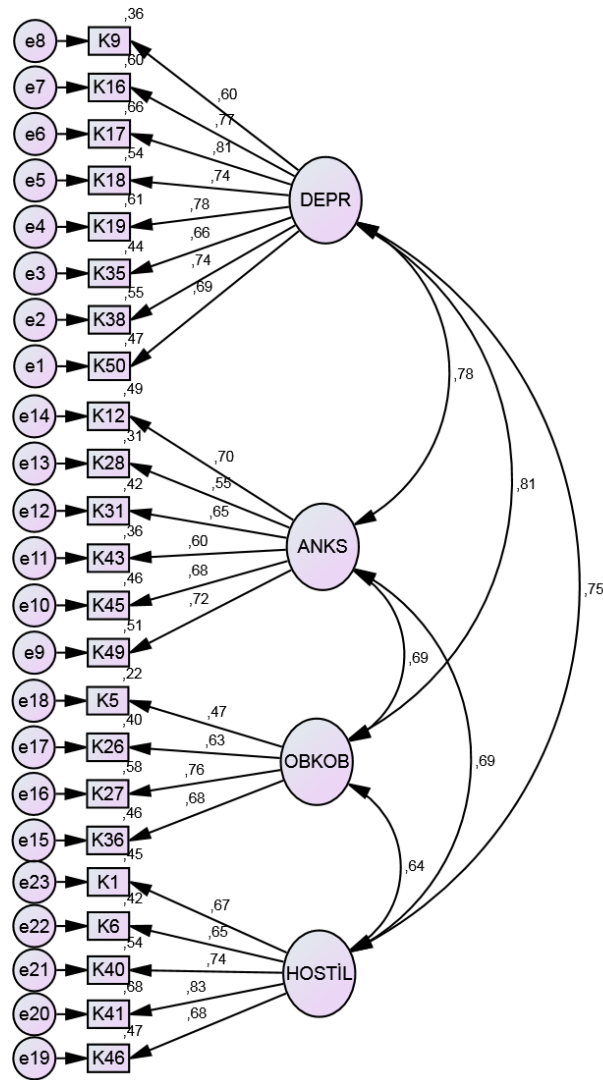 ,36
e8 K9
,60
e7 K16
,66
e6 K17
,54
e5 K18
,61
e4 K19
,44
e3 K35
,55
e2 K38
,47
e1 K50
,60
,77
,81
,74
,78
,66
,74
,69
DEPR
,49
e14 K12
,31
e13 K28
,42
e12 K31
,36
e11 K43
,46
e10 K45
,51
e9 K49
,70
,55
,65
,60
,68
,72
ANKS
,22
e18 K5
,40
e17 K26
,58
e16 K27
,46
e15 K36
,47
,63
,76
,68
OBKOB
,45
e23 K1
,42
e22 K6
,54
e21 K40
,68
e20 K41
,47
e19 K46
,67
,65
,74
,83
,68
HOSTİL
,78
,81
,75
,69
,69
,64